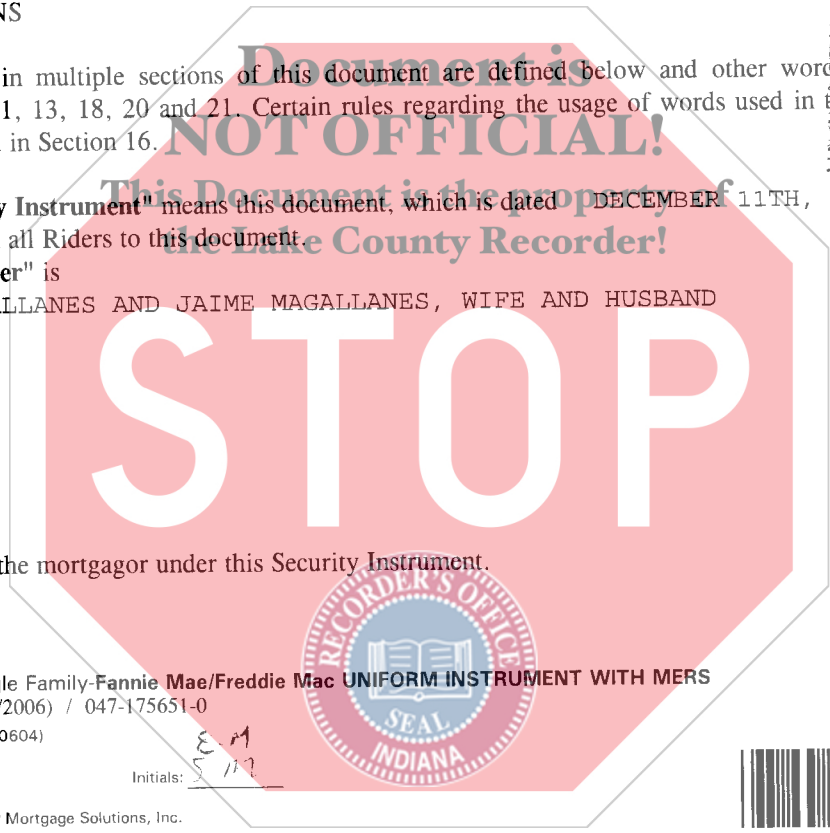 NS
Document is
in multiple sections of this document are defined below and other word
1, 13, 18, 20 and 21. Certain rules regarding the usage of words used in t
in Section 16.
NOT OFFICIAL!
This Document is the property of
y Instrument" means this document, which is dated DECEMBER 11TH,
all Riders to this document.
the Lake County Recorder!
er" is
LLANES AND JAIME MAGALLANES, WIFE AND HUSBAND
STOP
the mortgagor under this Security Instrument.
RECORDER'S OFFICE
SEAL
INDIANA
le Family-Fannie Mae/Freddie Mac UNIFORM INSTRUMENT WITH MERS
/2006) / 047-175651-0
0604)
E.M
Initials:
Mortgage Solutions, Inc.